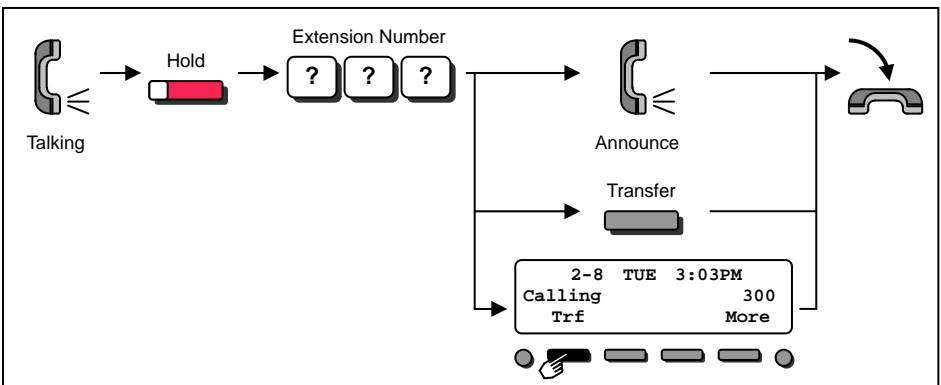 Extension Number
Hold
? ? ?
Talking
Announce
Transfer
2-8 TUE 3:03PM
Calling 300
Trf More